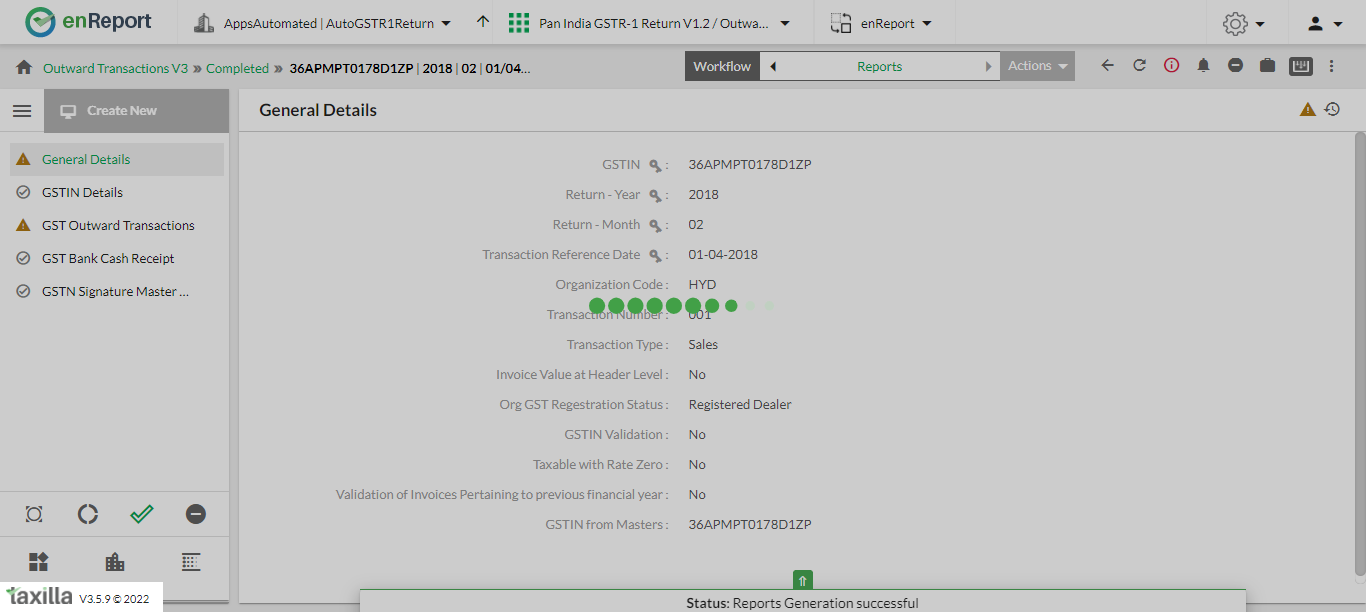 enReport
AppsAutomated | AutoGSTR1Return
Pan India GSTR-1 Return V1.2 / Outwa...
enReport
Outward Transactions V3 » Completed » 36APMPT0178D1ZP | 2018 | 02 | 01/04...
Workflow
Reports
Actions
Create New
General Details
General Details
GSTIN Details
GST Outward Transactions
GST Bank Cash Receipt
GSTN Signature Master ...
GSTIN : 36APMPT0178D1ZP
Return - Year : 2018
Return - Month : 02
Transaction Reference Date : 01-04-2018
Organization Code : HYD
Transaction Number : 001
Transaction Type : Sales
Invoice Value at Header Level : No
Org GST Regestration Status : Registered Dealer
GSTIN Validation : No
Taxable with Rate Zero : No
Validation of Invoices Pertaining to previous financial year : No
GSTIN from Masters : 36APMPT0178D1ZP
taxilla V3.5.9 © 2022
Status: Reports Generation successful